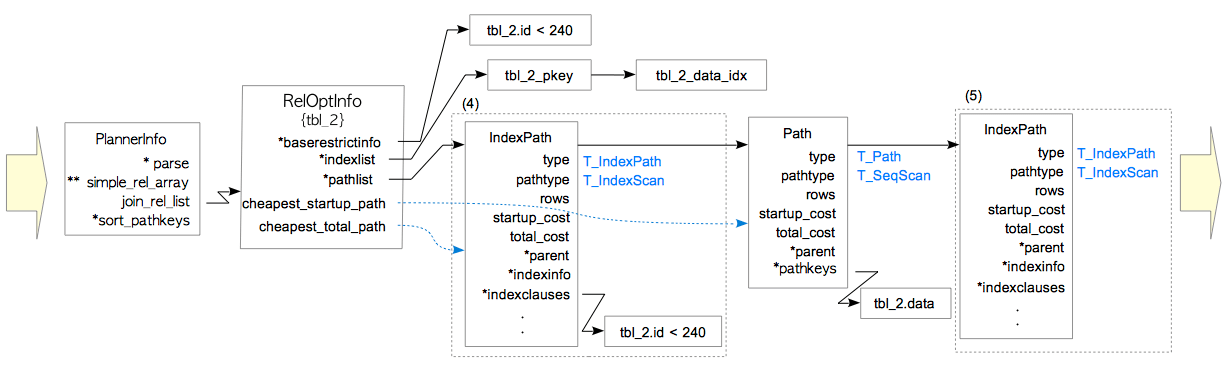 tbl_2.id < 240
tbl_2_pkey
tbl_2_data_idx
PlannerInfo
* parse
** simple_rel_array
join_rel_list
*sort_pathkeys
RelOptInfo
{tbl_2}
*baserestrictinfo
*indexlist
*pathlist
cheapest_startup_path
cheapest_total_path
(4)
IndexPath
type T_IndexPath
pathtype T_IndexScan
rows
startup_cost
total_cost
*parent
*indexinfo
*indexclauses
.
.
tbl_2.id < 240
Path
type T_Path
pathtype T_SeqScan
rows
startup_cost
total_cost
*parent
*pathkeys
tbl_2.data
(5)
IndexPath
type T_IndexPath
pathtype T_IndexScan
rows
startup_cost
total_cost
*parent
*indexinfo
*indexclauses
.
.